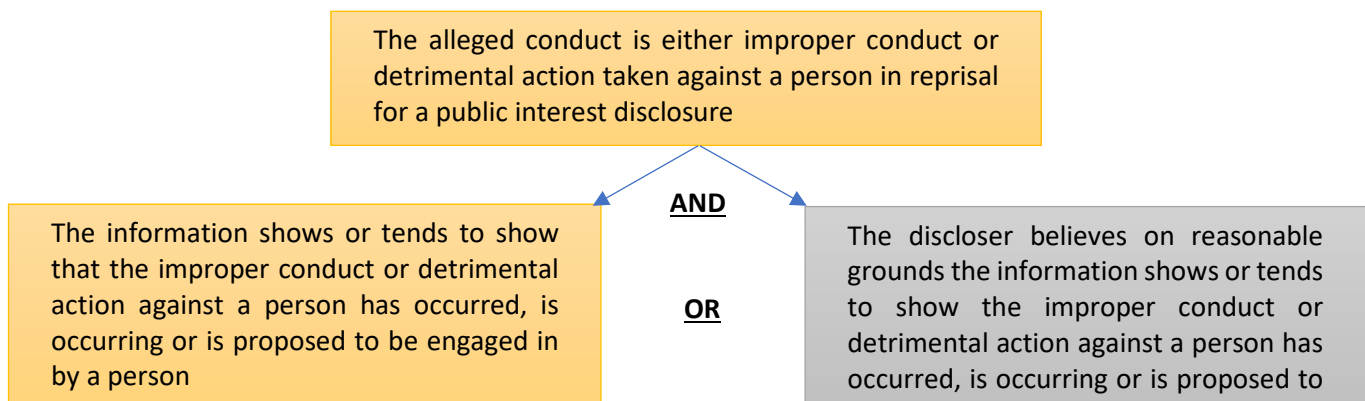 The alleged conduct is either improper conduct or
detrimental action taken against a person in reprisal
for a public interest disclosure
AND
The information shows or tends to show
that the improper conduct or detrimental
action against a person has occurred, is
occurring or is proposed to be engaged in
by a person
OR
The discloser believes on reasonable
grounds the information shows or tends
to show the improper conduct or
detrimental action against a person has
occurred, is occurring or is proposed to